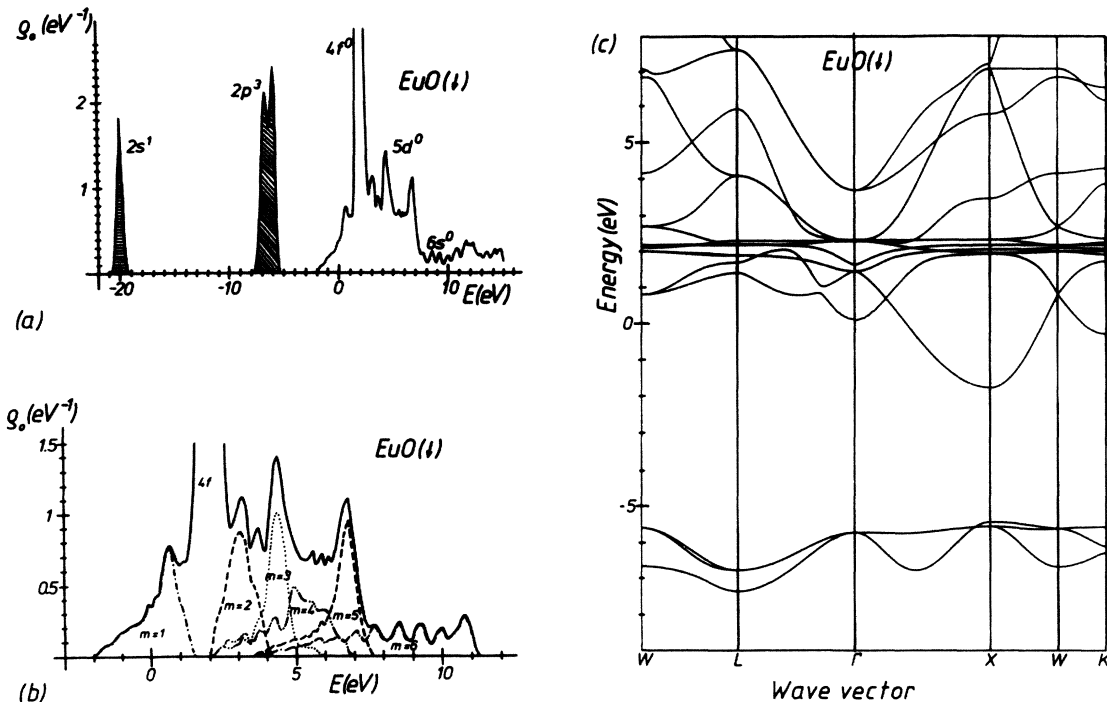 ϱ₀ (eV⁻¹)
2
1
2s¹
2p³
4f⁰
EuO(↓)
5d⁰
6s⁰
-20
-10
0
10
E(eV)
(a)
ϱ₀ (eV⁻¹)
1.5
1
0.5
EuO(↓)
4f
m=1
m=2
m=3
m=4
m=5
m=6
0
5
10
E(eV)
(b)
(c)
EuO(↓)
Energy (eV)
5
0
-5
W
L
Γ
X
W
K
Wave vector